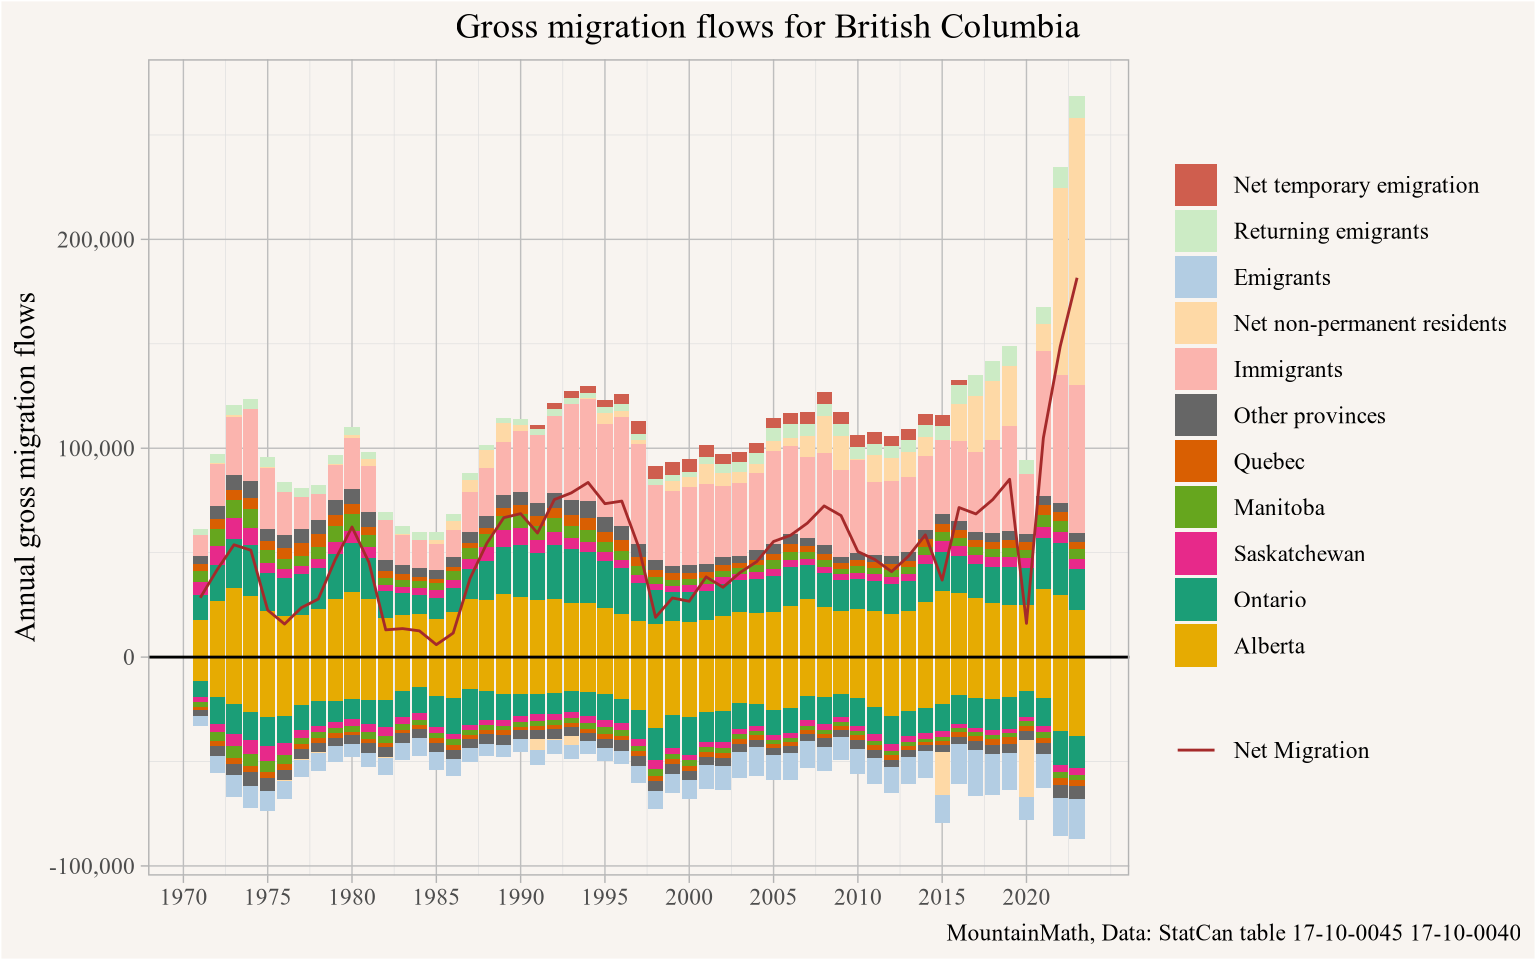 Gross migration flows for British Columbia
Annual gross migration flows
200,000
100,000
0
-100,000
1970 1975 1980 1985 1990 1995 2000 2005 2010 2015 2020
Net temporary emigration
Returning emigrants
Emigrants
Net non-permanent residents
Immigrants
Other provinces
Quebec
Manitoba
Saskatchewan
Ontario
Alberta
Net Migration
MountainMath, Data: StatCan table 17-10-0045 17-10-0040